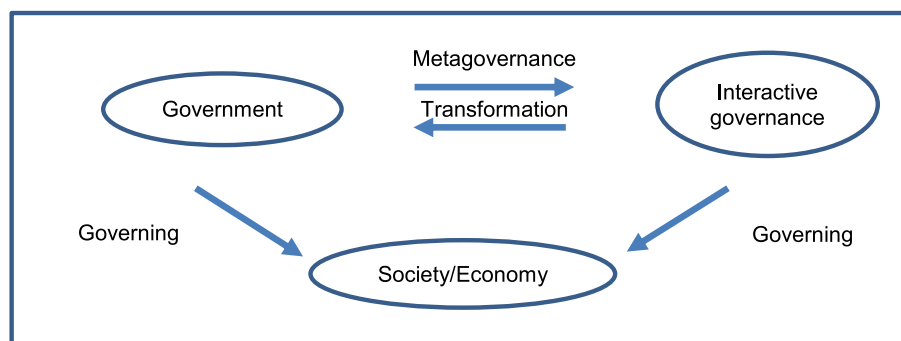 Metagovernance
Government
Transformation
Interactive
governance
Governing
Governing
Society/Economy